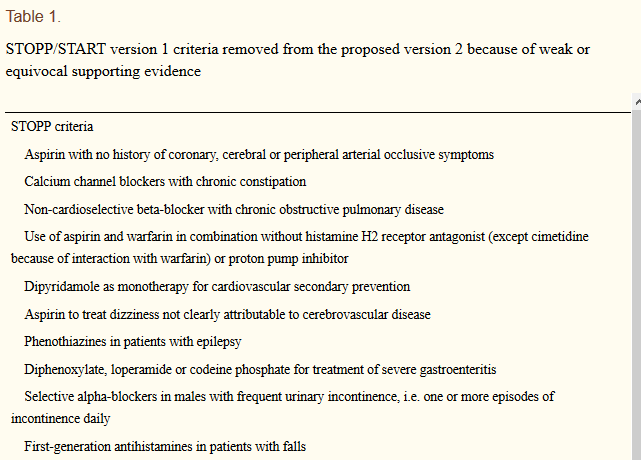 Table 1.
STOPP/START version 1 criteria removed from the proposed version 2 because of weak or
equivocal supporting evidence
STOPP criteria
Aspirin with no history of coronary, cerebral or peripheral arterial occlusive symptoms
Calcium channel blockers with chronic constipation
Non-cardioselective beta-blocker with chronic obstructive pulmonary disease
Use of aspirin and warfarin in combination without histamine H2 receptor antagonist (except cimetidine
because of interaction with warfarin) or proton pump inhibitor
Dipyridamole as monotherapy for cardiovascular secondary prevention
Aspirin to treat dizziness not clearly attributable to cerebrovascular disease
Phenothiazines in patients with epilepsy
Diphenoxylate, loperamide or codeine phosphate for treatment of severe gastroenteritis
Selective alpha-blockers in males with frequent urinary incontinence, i.e. one or more episodes of
incontinence daily
First-generation antihistamines in patients with falls